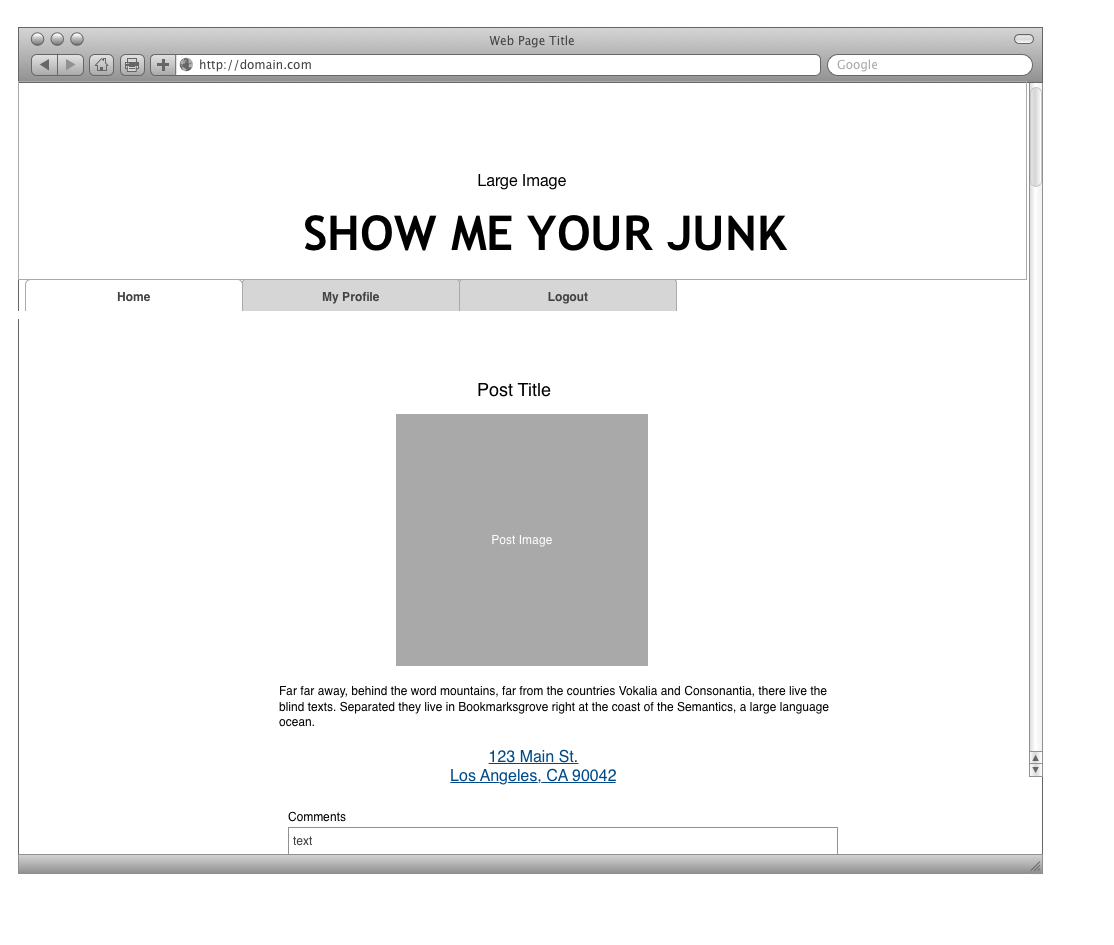 Web Page Title
http://domain.com
Google
Large Image
SHOW ME YOUR JUNK
Home
My Profile
Logout
Post Title
Post Image
Far far away, behind the word mountains, far from the countries Vokalia and Consonantia, there live the
blind texts. Separated they live in Bookmarksgrove right at the coast of the Semantics, a large language
ocean.
123 Main St.
Los Angeles, CA 90042
Comments
text